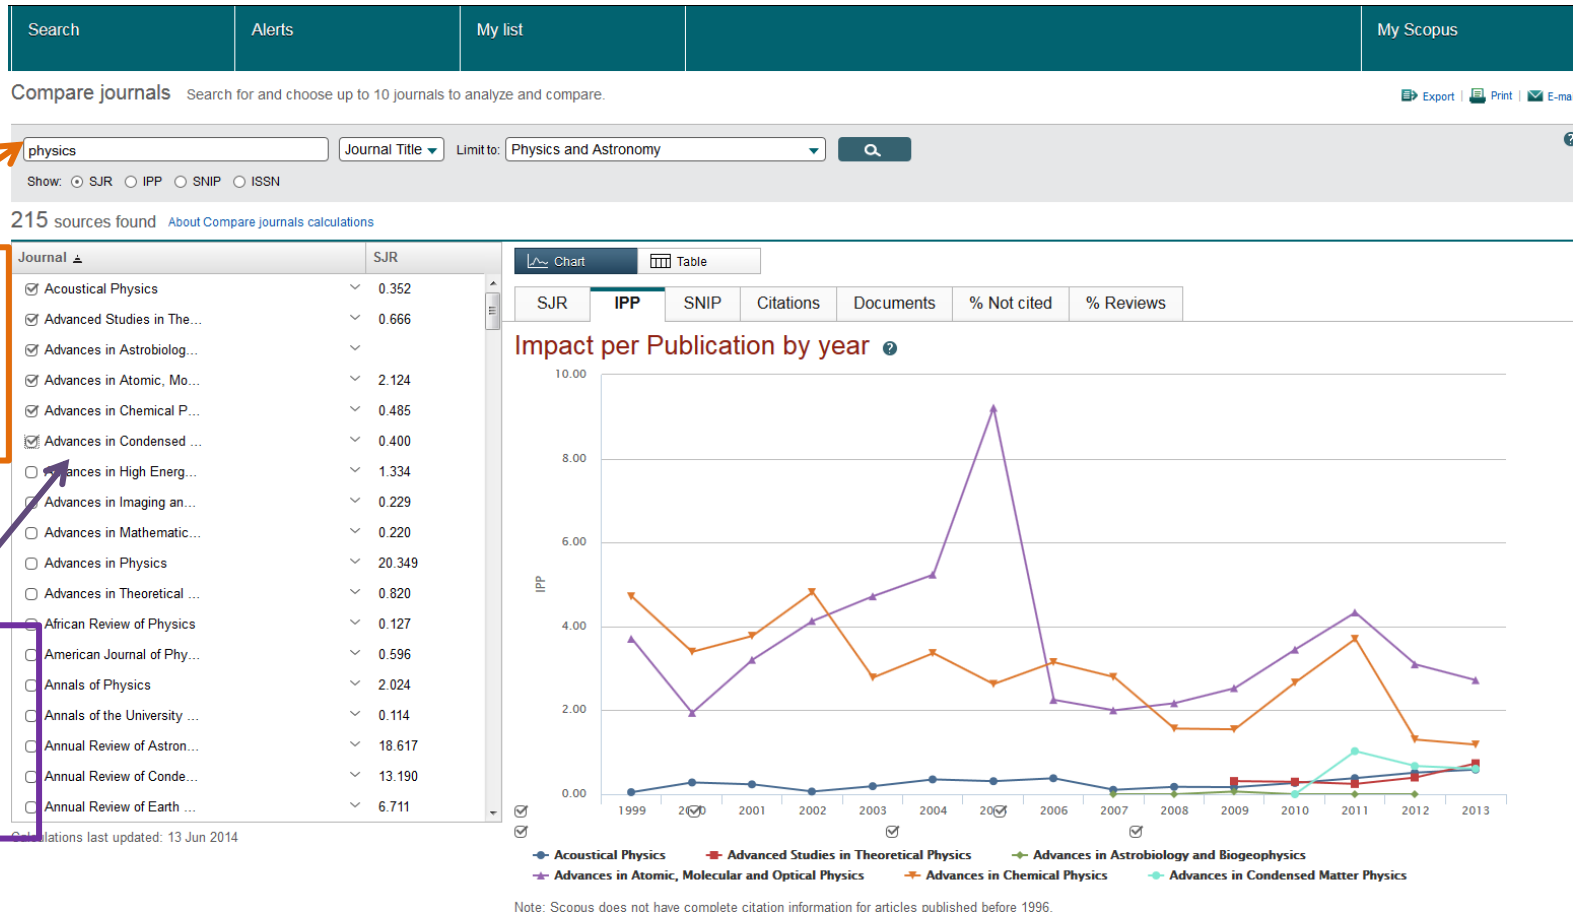 Search Alerts My list My Scopus
Compare journals Search for and choose up to 10 journals to analyze and compare.
Export | Print | E-mai
physics Journal Title Limit to: Physics and Astronomy
Show: SJR IPP SNIP ISSN
215 sources found About Compare journals calculations
Journal SJR
Acoustical Physics 0.352
Advanced Studies in The... 0.666
Advances in Astrobiolog...
Advances in Atomic, Mo... 2.124
Advances in Chemical P... 0.485
Advances in Condensed ... 0.400
Advances in High Energ... 1.334
Advances in Imaging an... 0.229
Advances in Mathematic... 0.220
Advances in Physics 20.349
Advances in Theoretical ... 0.820
African Review of Physics 0.127
American Journal of Phy... 0.596
Annals of Physics 2.024
Annals of the University ... 0.114
Annual Review of Astron... 18.617
Annual Review of Conde... 13.190
Annual Review of Earth ... 6.711
Calculations last updated: 13 Jun 2014
Chart Table
SJR IPP SNIP Citations Documents % Not cited % Reviews
Impact per Publication by year
10.00
8.00
6.00
4.00
2.00
0.00
IPP
1999 2000 2001 2002 2003 2004 2005 2006 2007 2008 2009 2010 2011 2012 2013
Acoustical Physics Advanced Studies in Theoretical Physics Advances in Astrobiology and Biogeophysics
Advances in Atomic, Molecular and Optical Physics Advances in Chemical Physics Advances in Condensed Matter Physics
Note: Scopus does not have complete citation information for articles published before 1996.